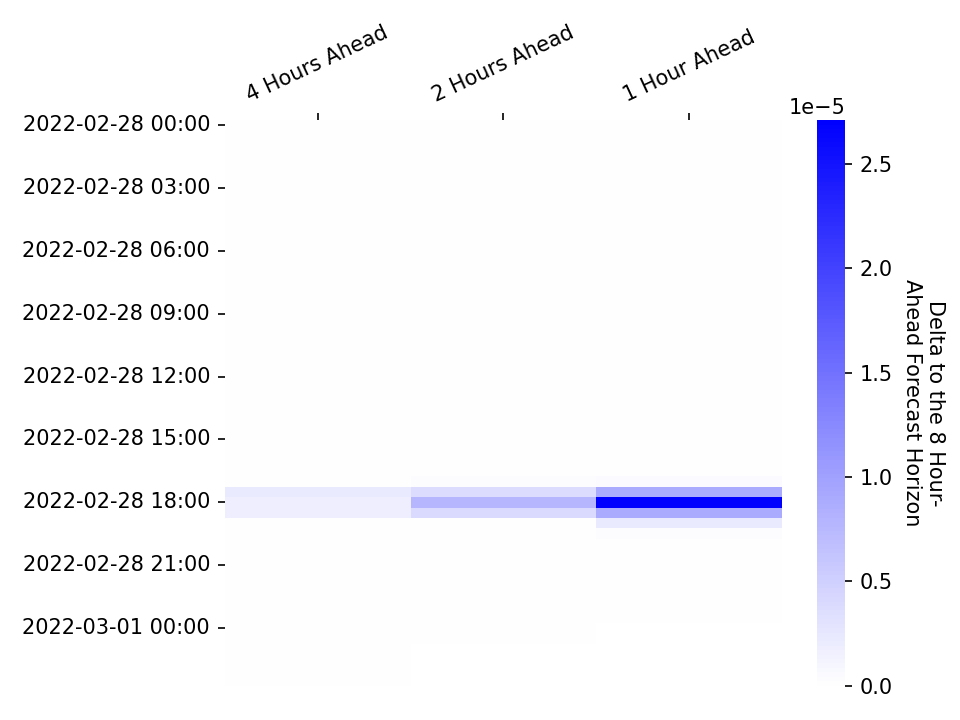 4 Hours Ahead
2 Hours Ahead
1 Hour Ahead
1e−5
2022-02-28 00:00
2022-02-28 03:00
2022-02-28 06:00
2022-02-28 09:00
2022-02-28 12:00
2022-02-28 15:00
2022-02-28 18:00
2022-02-28 21:00
2022-03-01 00:00
2.5
2.0
1.5
1.0
0.5
0.0
Delta to the 8 Hour-
Ahead Forecast Horizon